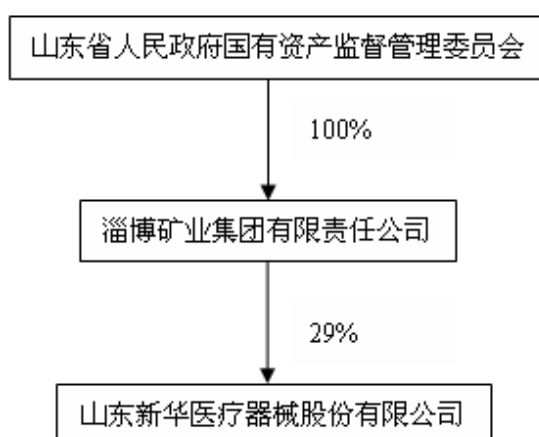 山东省人民政府国有资产监督管理委员会
100%
淄博矿业集团有限责任公司
29%
山东新华医疗器械股份有限公司